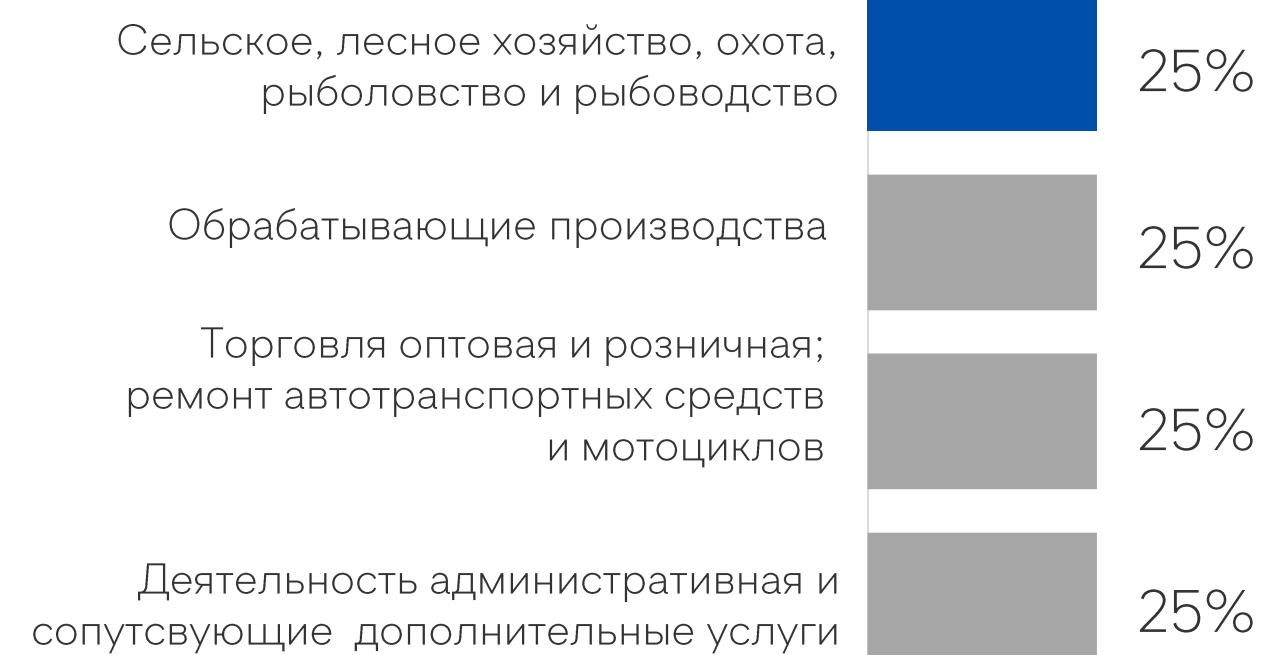 Сельское, лесное хозяйство, охота,
рыболовство и рыбоводство
25%
Обрабатывающие производства
25%
Торговля оптовая и розничная;
ремонт автотранспортных средств
и мотоциклов
25%
Деятельность административная и
сопутсвующие дополнительные услуги
25%